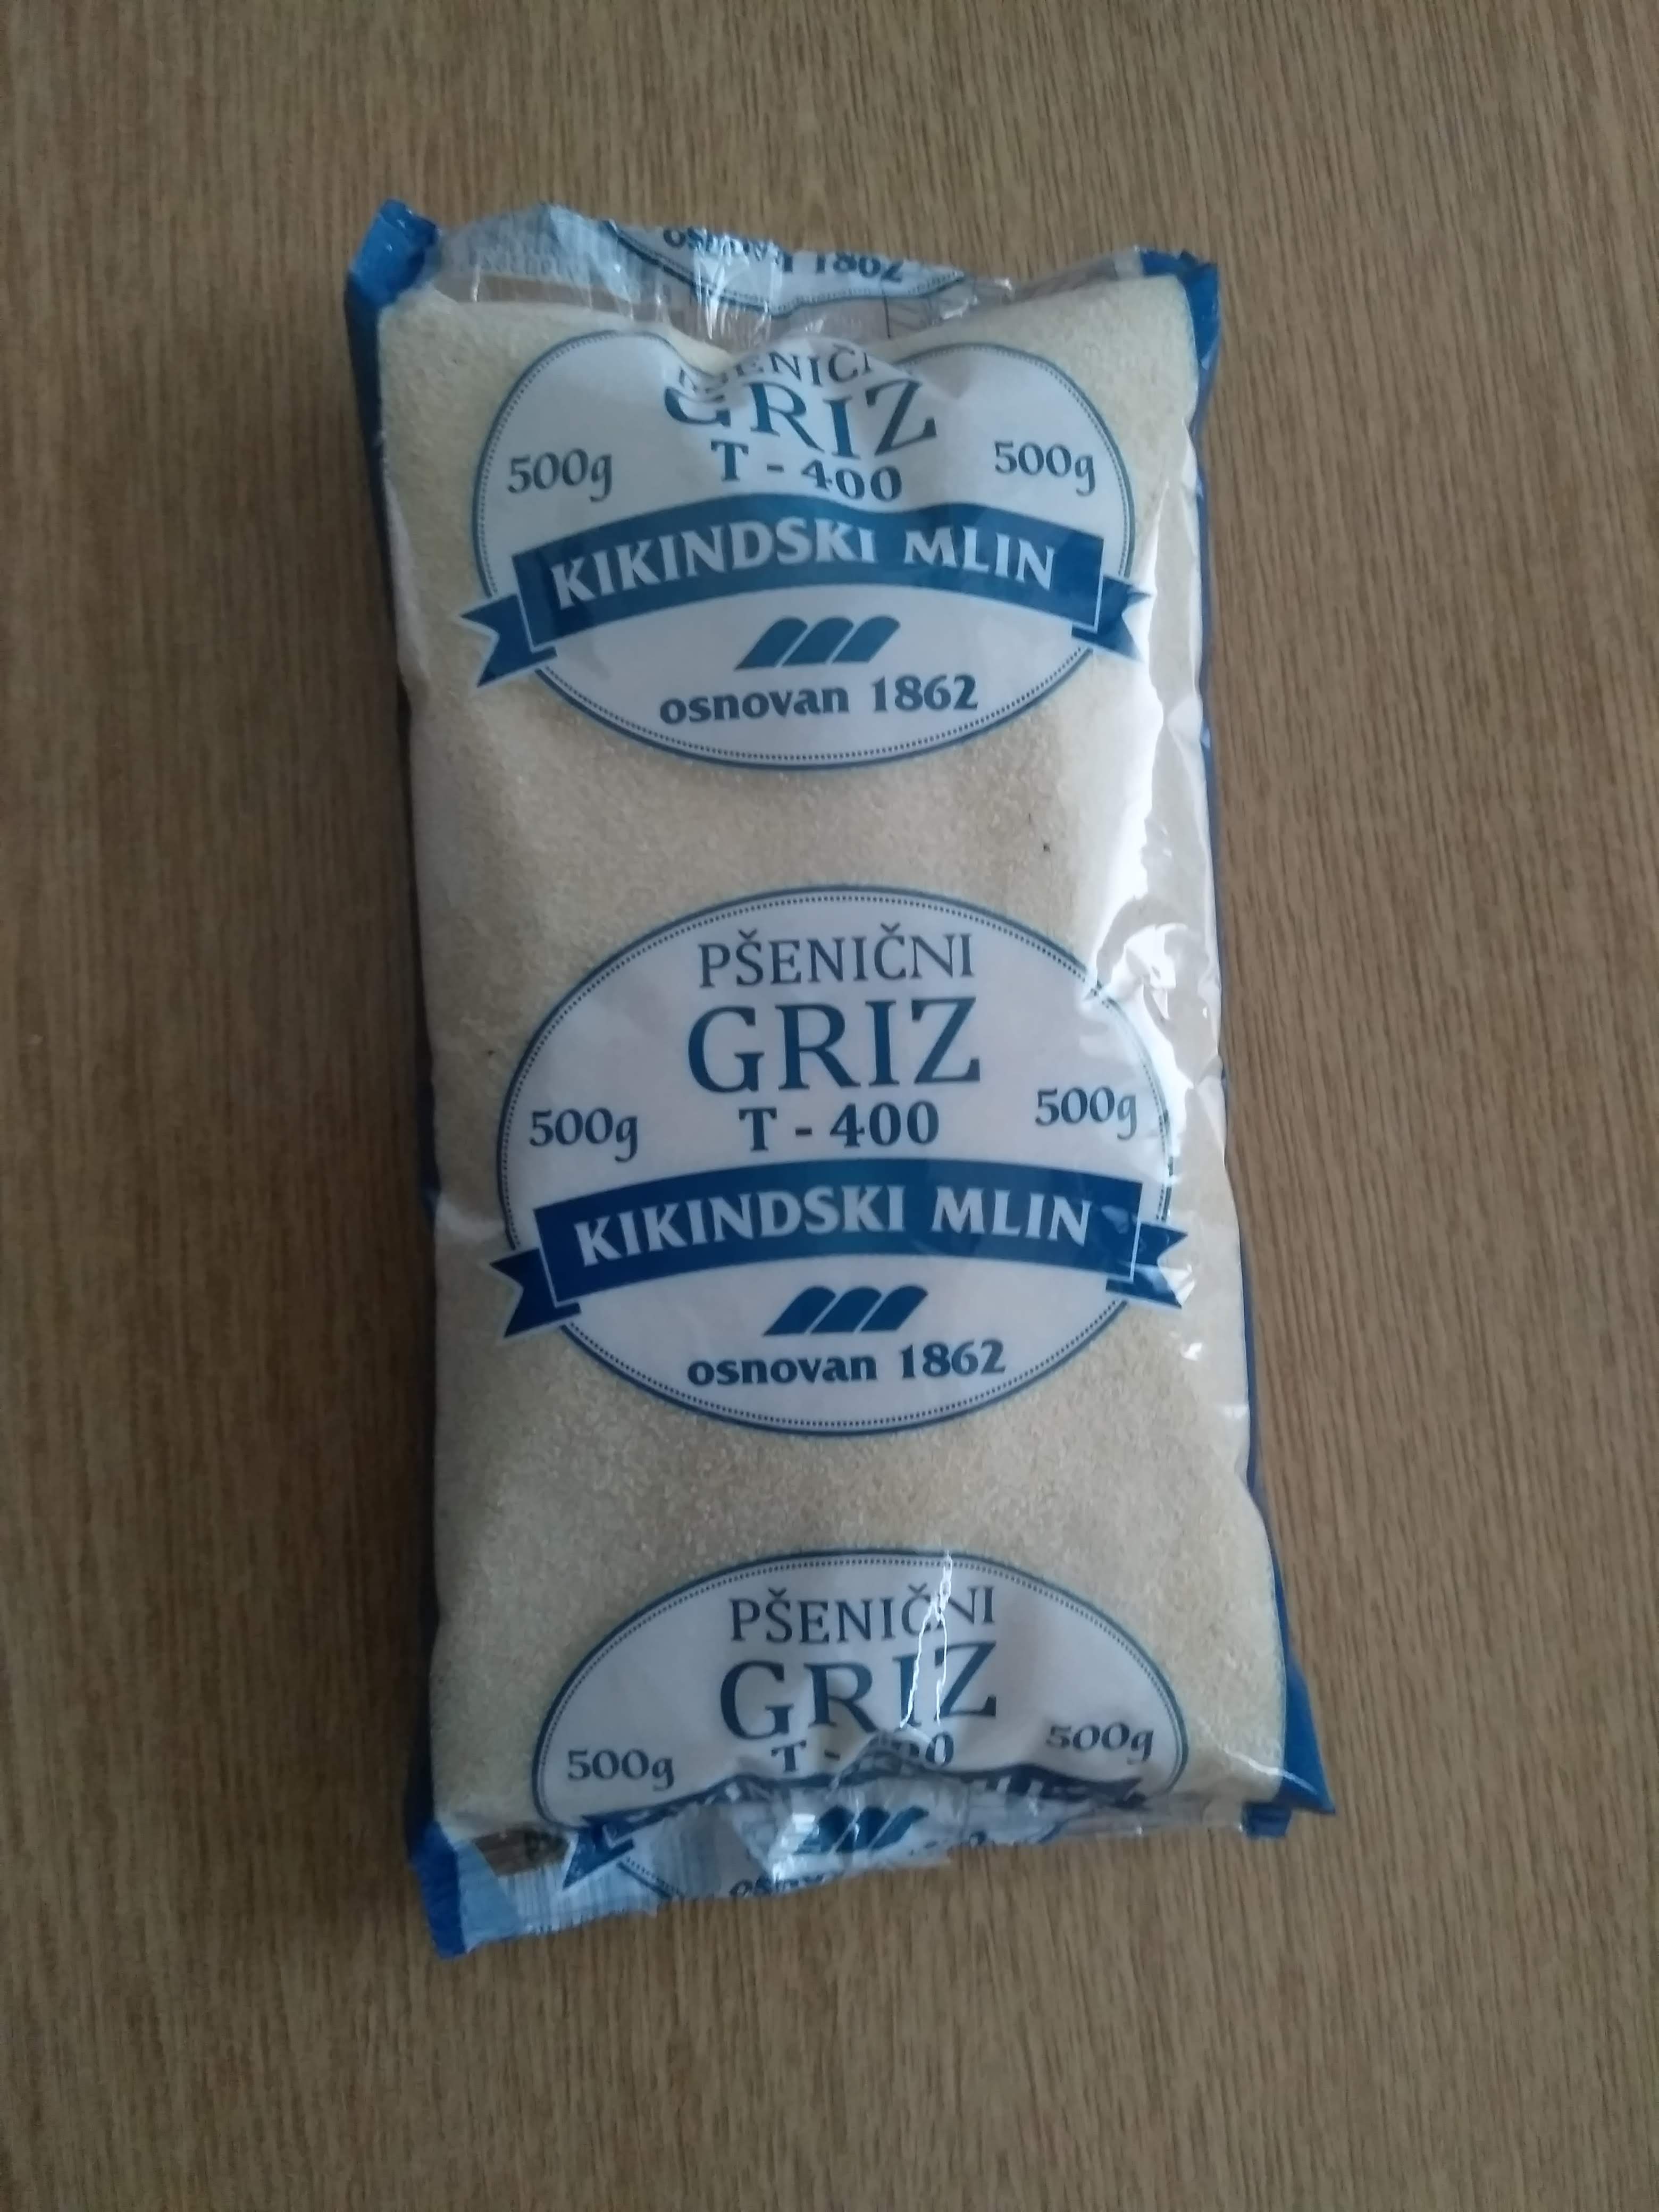 1862
GRIZ
500g T - 400 500g
KIKINDSKI MLIN
osnovan 1862
PŠENIČNI
GRIZ
500g T - 400 500g
KIKINDSKI MLIN
osnovan 1862
PŠENIČNI
GRIZ
500g T - 500g